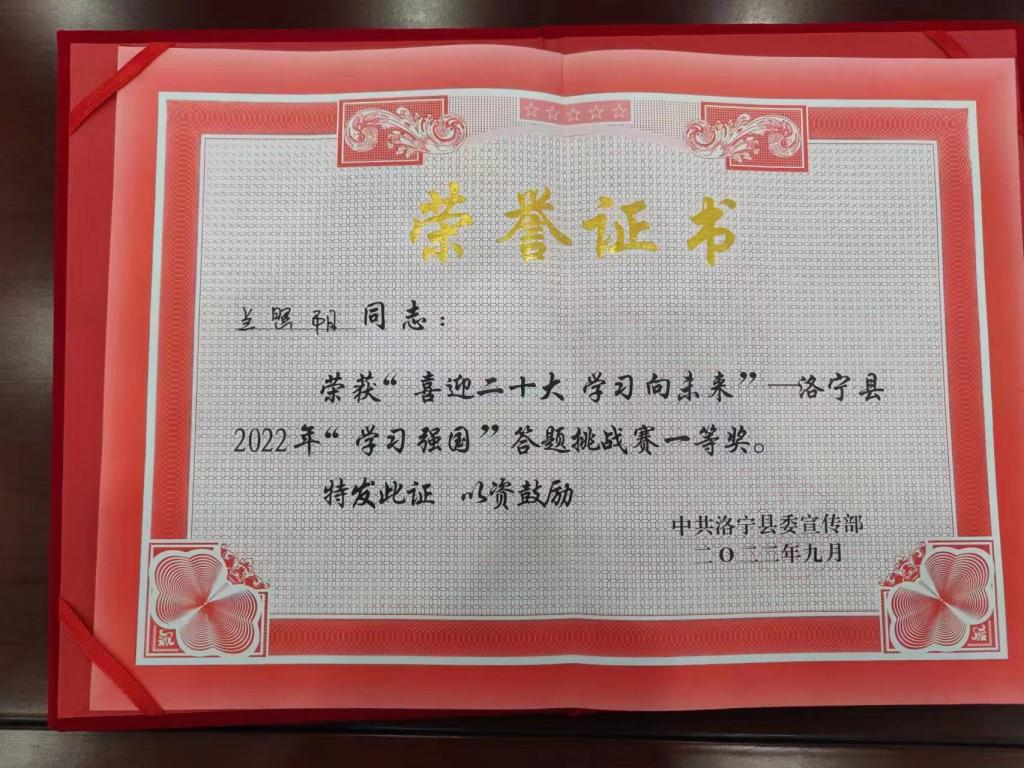 荣誉证书
兰照朝 同志：
荣获“喜迎二十大 学习向未来”—洛宁县
2022年“学习强国”答题挑战赛一等奖。
特发此证 以资鼓励
中共洛宁县委宣传部
二〇二二年九月